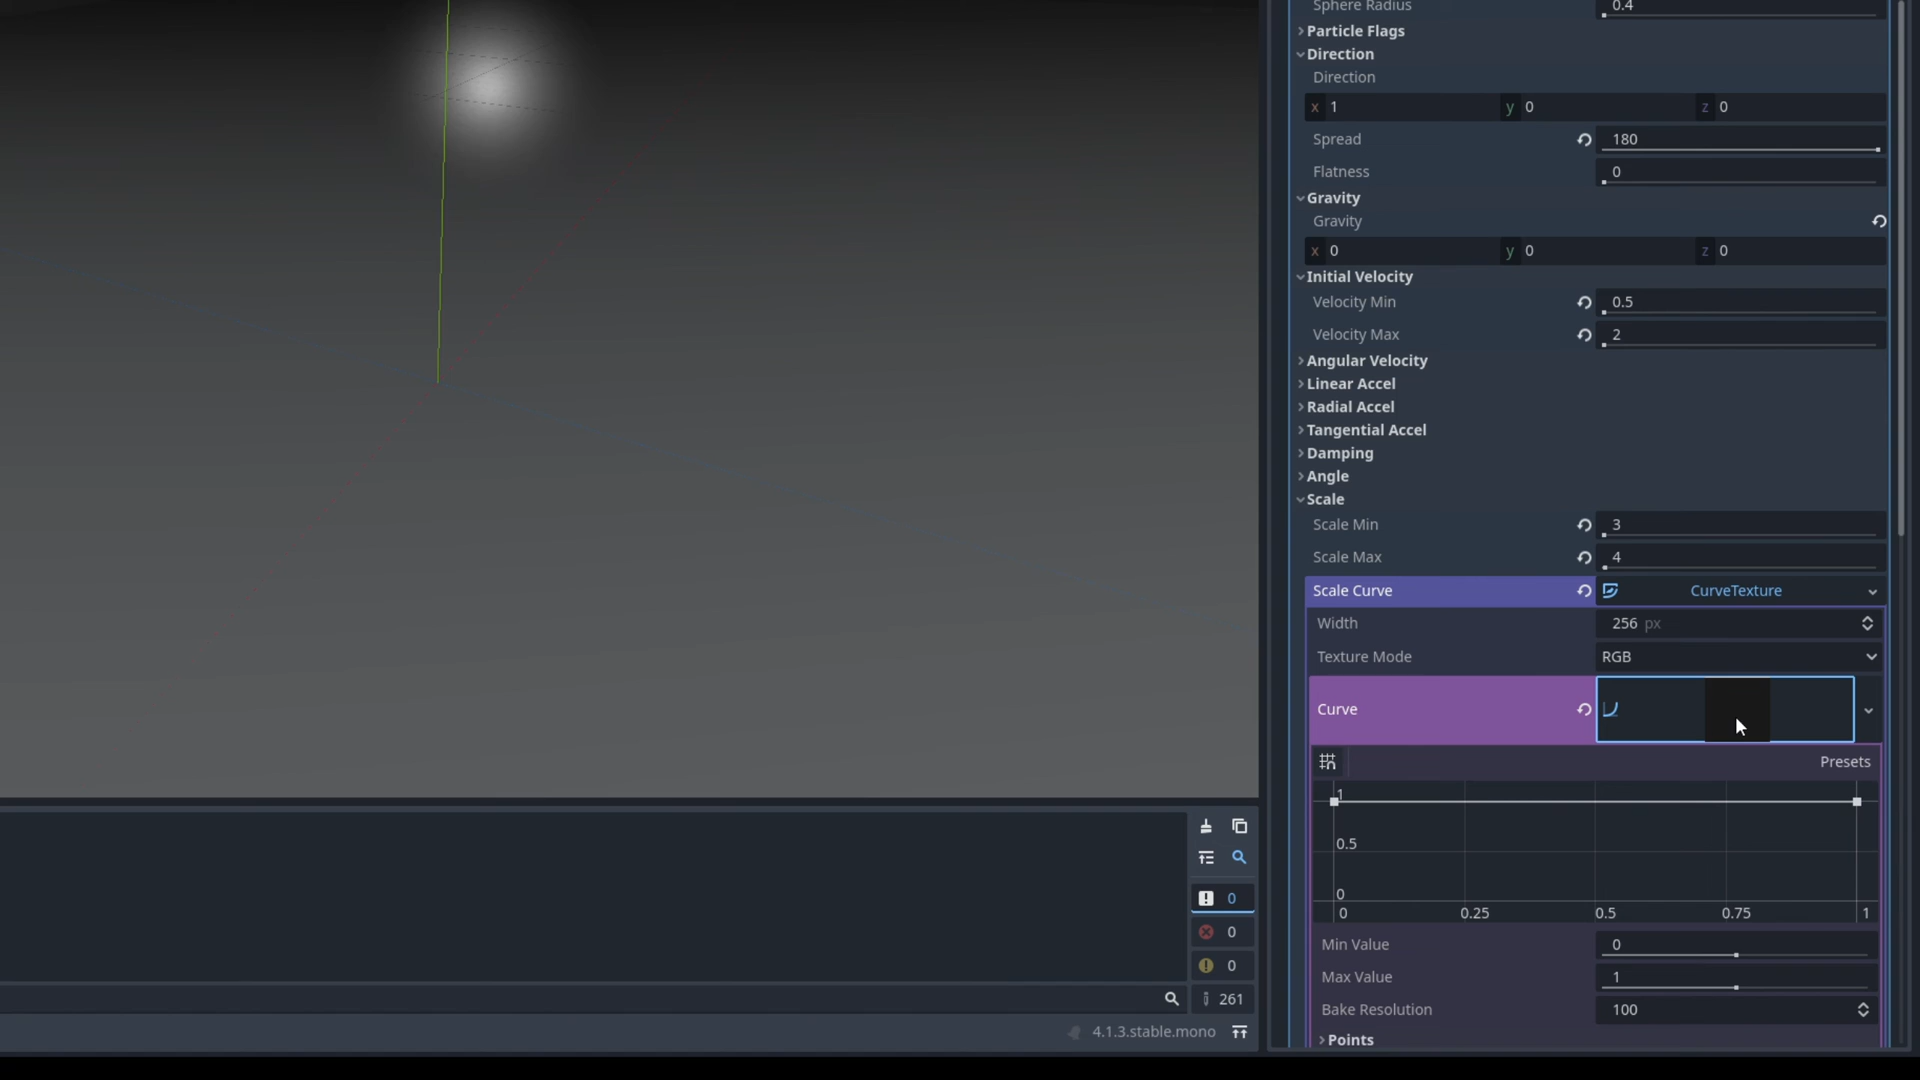 Sphere Radius 0.4
Particle Flags
Direction
Direction
x 1 y 0 z 0
Spread 180
Flatness 0
Gravity
Gravity
x 0 y 0 z 0
Initial Velocity
Velocity Min 0.5
Velocity Max 2
Angular Velocity
Linear Accel
Radial Accel
Tangential Accel
Damping
Angle
Scale
Scale Min 3
Scale Max 4
Scale Curve CurveTexture
Width 256 px
Texture Mode RGB
Curve
Presets
1
0.5
0
0 0.25 0.5 0.75 1
Min Value 0
Max Value 1
Bake Resolution 100
Points
0
0
0
261
4.1.3.stable.mono